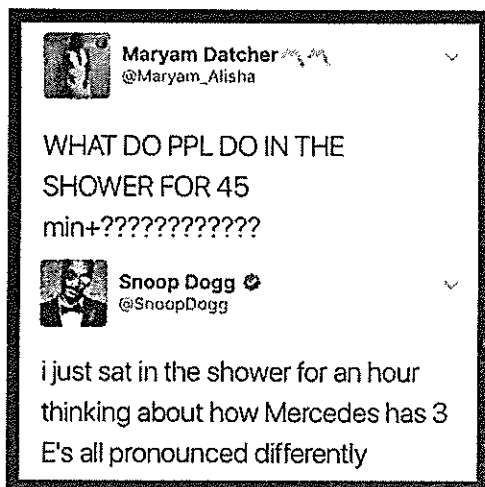 Maryam Datcher
@Maryam_Alisha
WHAT DO PPL DO IN THE
SHOWER FOR 45
min+????????????
Snoop Dogg
@SnoopDogg
i just sat in the shower for an hour
thinking about how Mercedes has 3
E's all pronounced differently